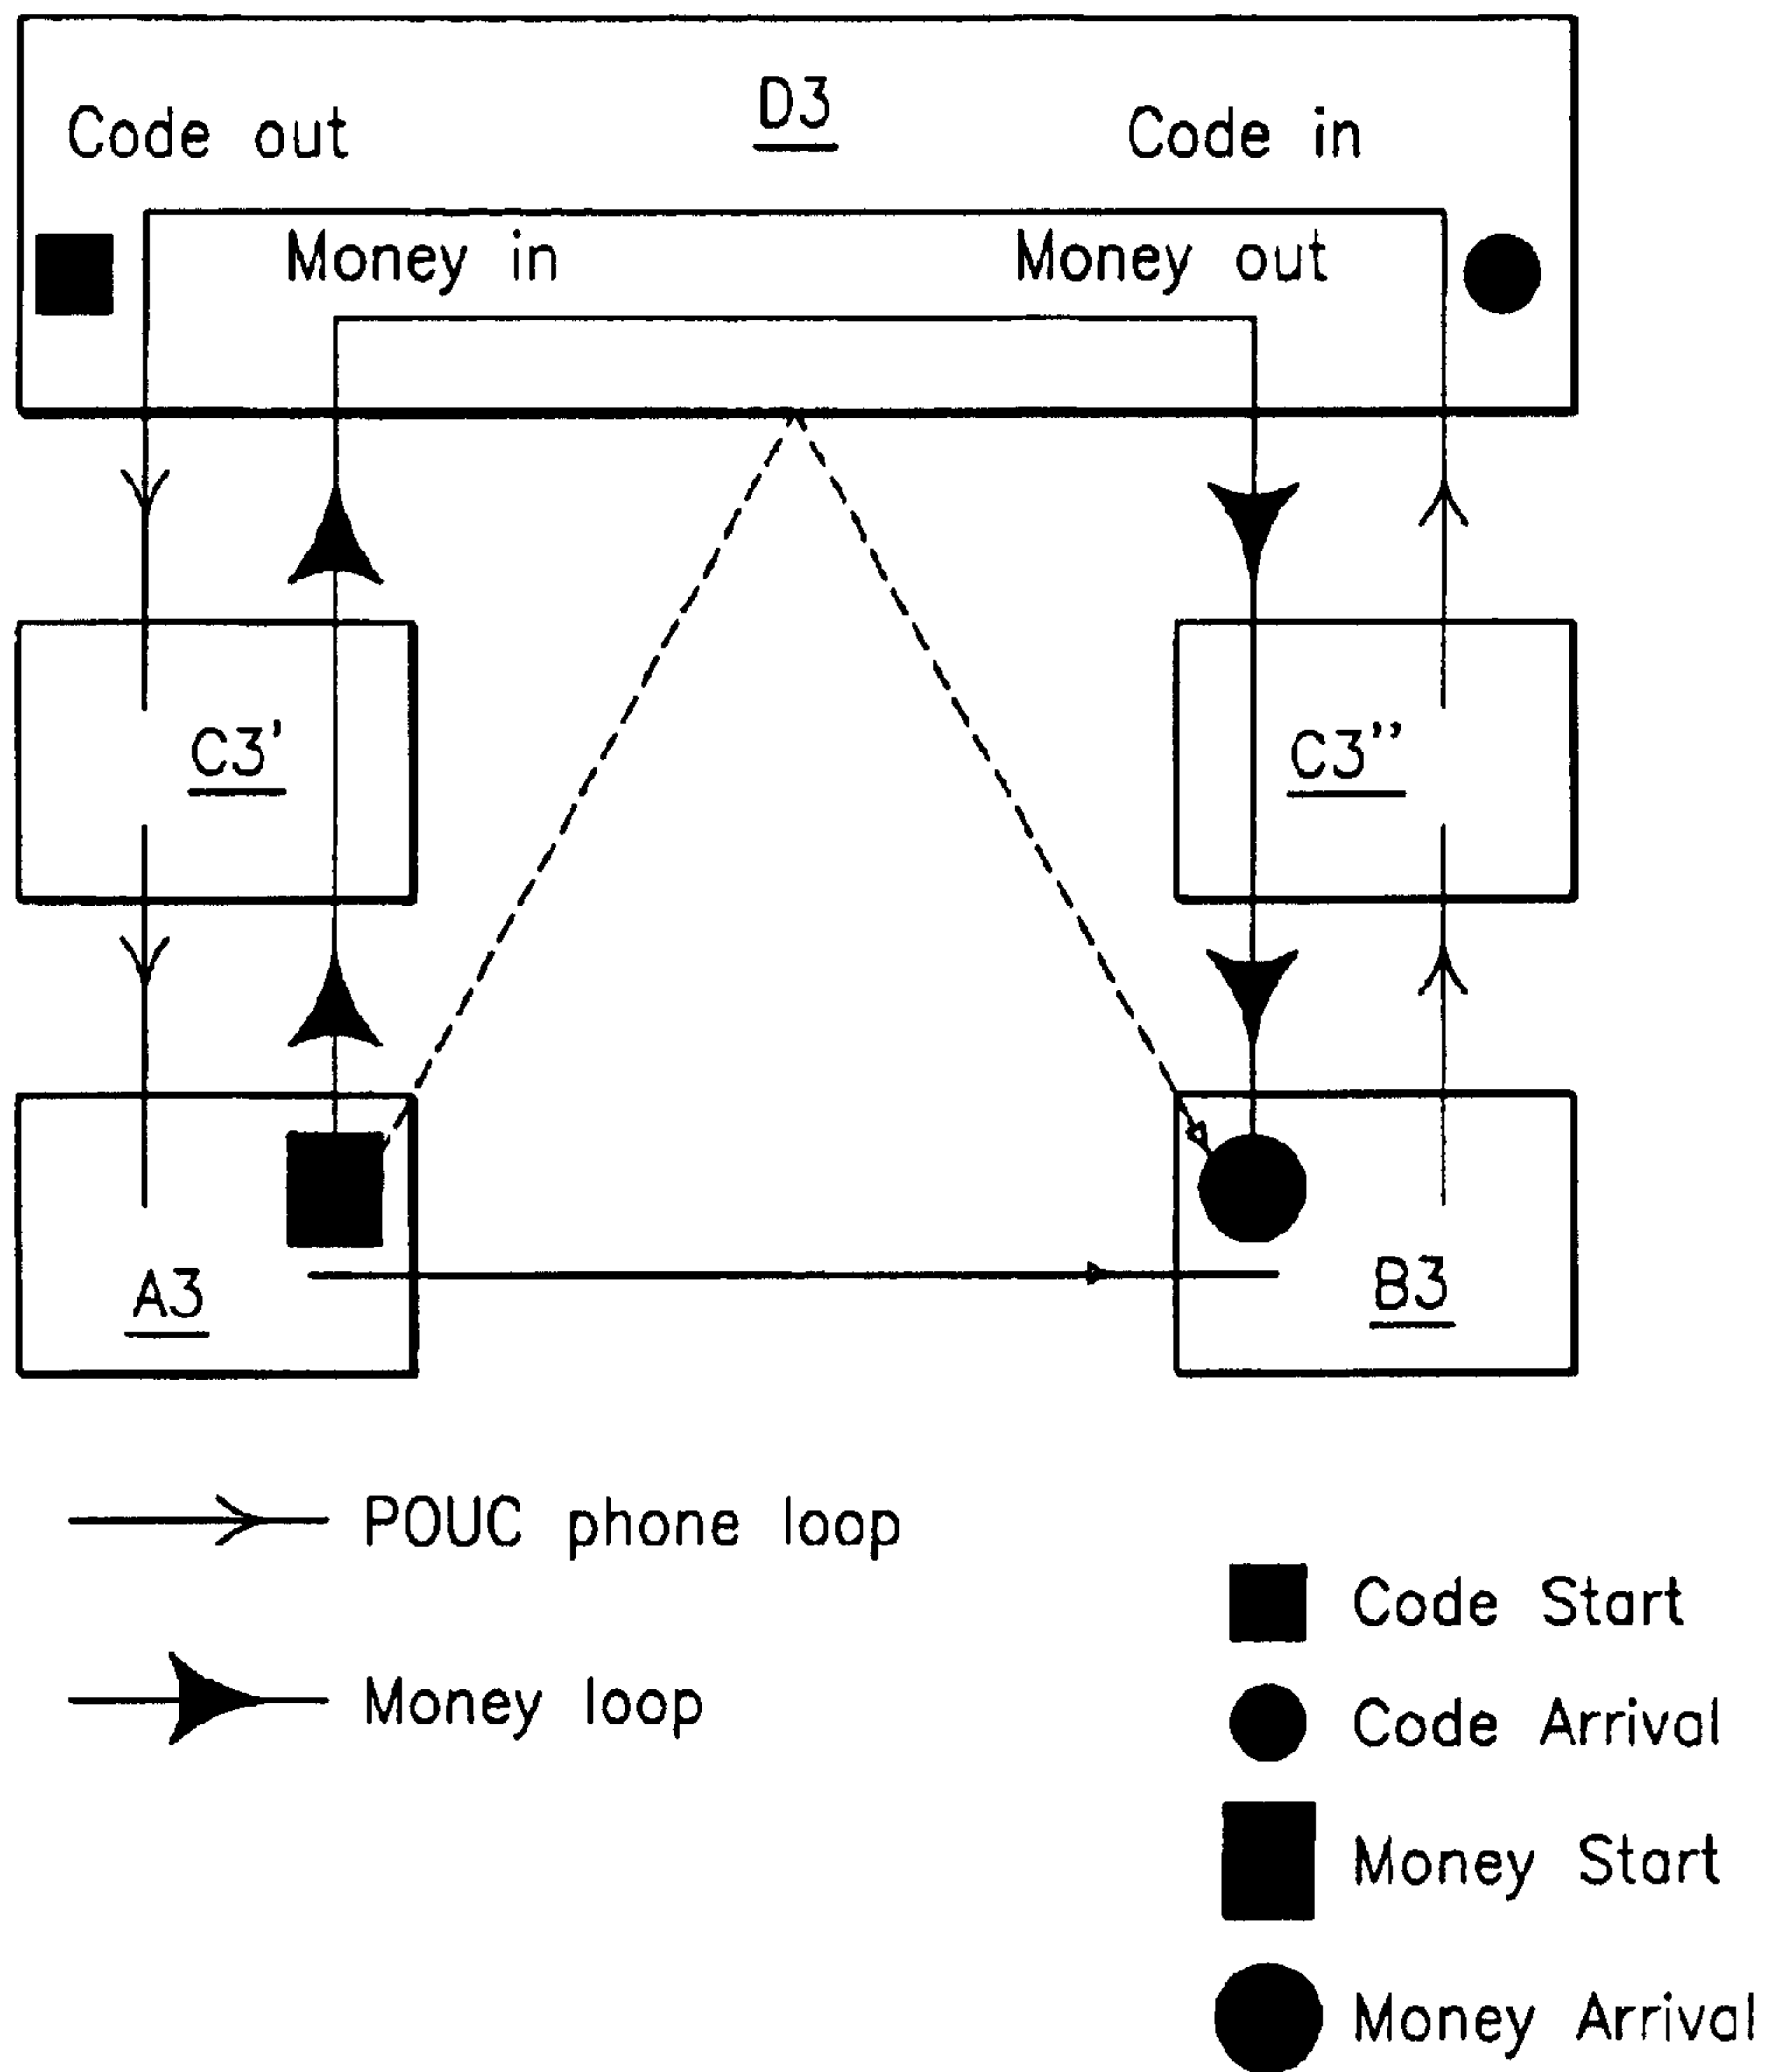 D3
Code out
Code in
Money in
Money out
C3'
C3''
A3
B3
POUC phone loop
Money loop
Code Start
Code Arrival
Money Start
Money Arrival